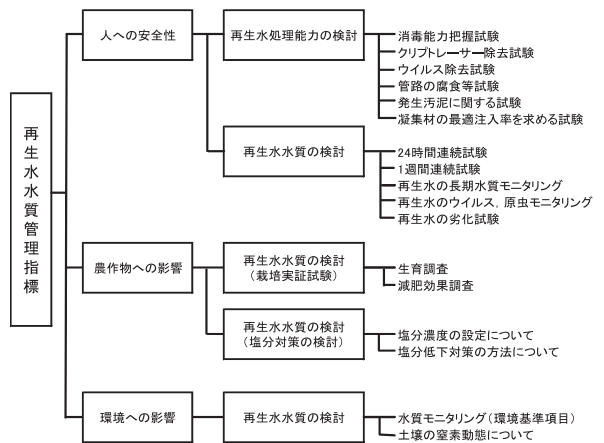 再生水水質管理指標
人への安全性
再生水処理能力の検討
消毒能力把握試験
クリプトレーサー除去試験
ウイルス除去試験
管路の腐食等試験
発生汚泥に関する試験
凝集材の最適注入率を求める試験
再生水水質の検討
24時間連続試験
1週間連続試験
再生水の長期水質モニタリング
再生水のウイルス，原虫モニタリング
再生水の劣化試験
農作物への影響
再生水水質の検討
（栽培実証試験）
生育調査
減肥効果調査
再生水水質の検討
（塩分対策の検討）
塩分濃度の設定について
塩分低下対策の方法について
環境への影響
再生水水質の検討
水質モニタリング（環境基準項目）
土壌の窒素動態について